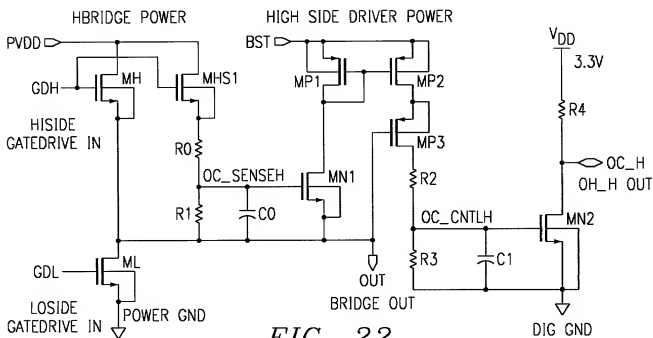 HBRIDGE POWER
HIGH SIDE DRIVER POWER
PVDD
BST
VDD
3.3V
GDH
MH
MHS1
MP1
MP2
R4
HISIDE
GATEDRIVE IN
R0
MP3
OC_SENSEH
MN1
R2
OC_H
OH_H OUT
R1
C0
OC_CNTLH
MN2
GDL
ML
OUT
BRIDGE OUT
R3
C1
LOSIDE
GATEDRIVE IN
POWER GND
DIG GND
FIG. 22